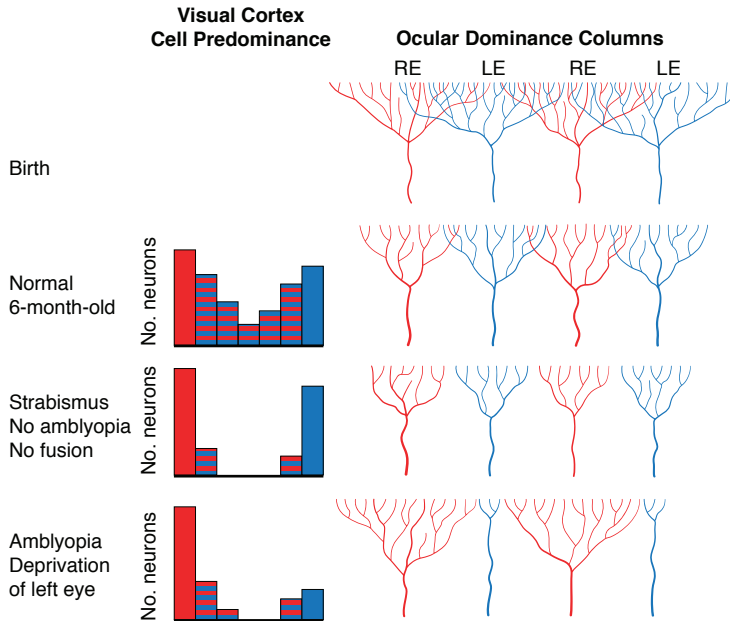 Visual Cortex
Cell Predominance
Ocular Dominance Columns
RE LE RE LE
Birth
Normal
6-month-old
No. neurons
Strabismus
No amblyopia
No fusion
No. neurons
Amblyopia
Deprivation
of left eye
No. neurons